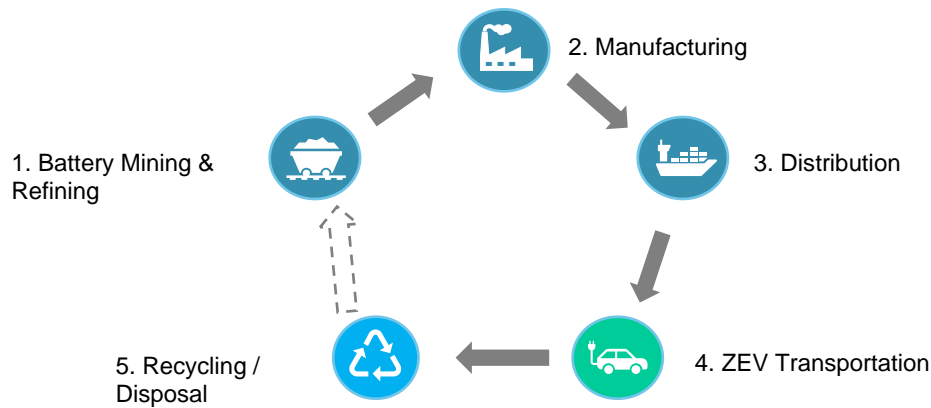 2. Manufacturing
1. Battery Mining &
Refining
3. Distribution
5. Recycling /
Disposal
4. ZEV Transportation